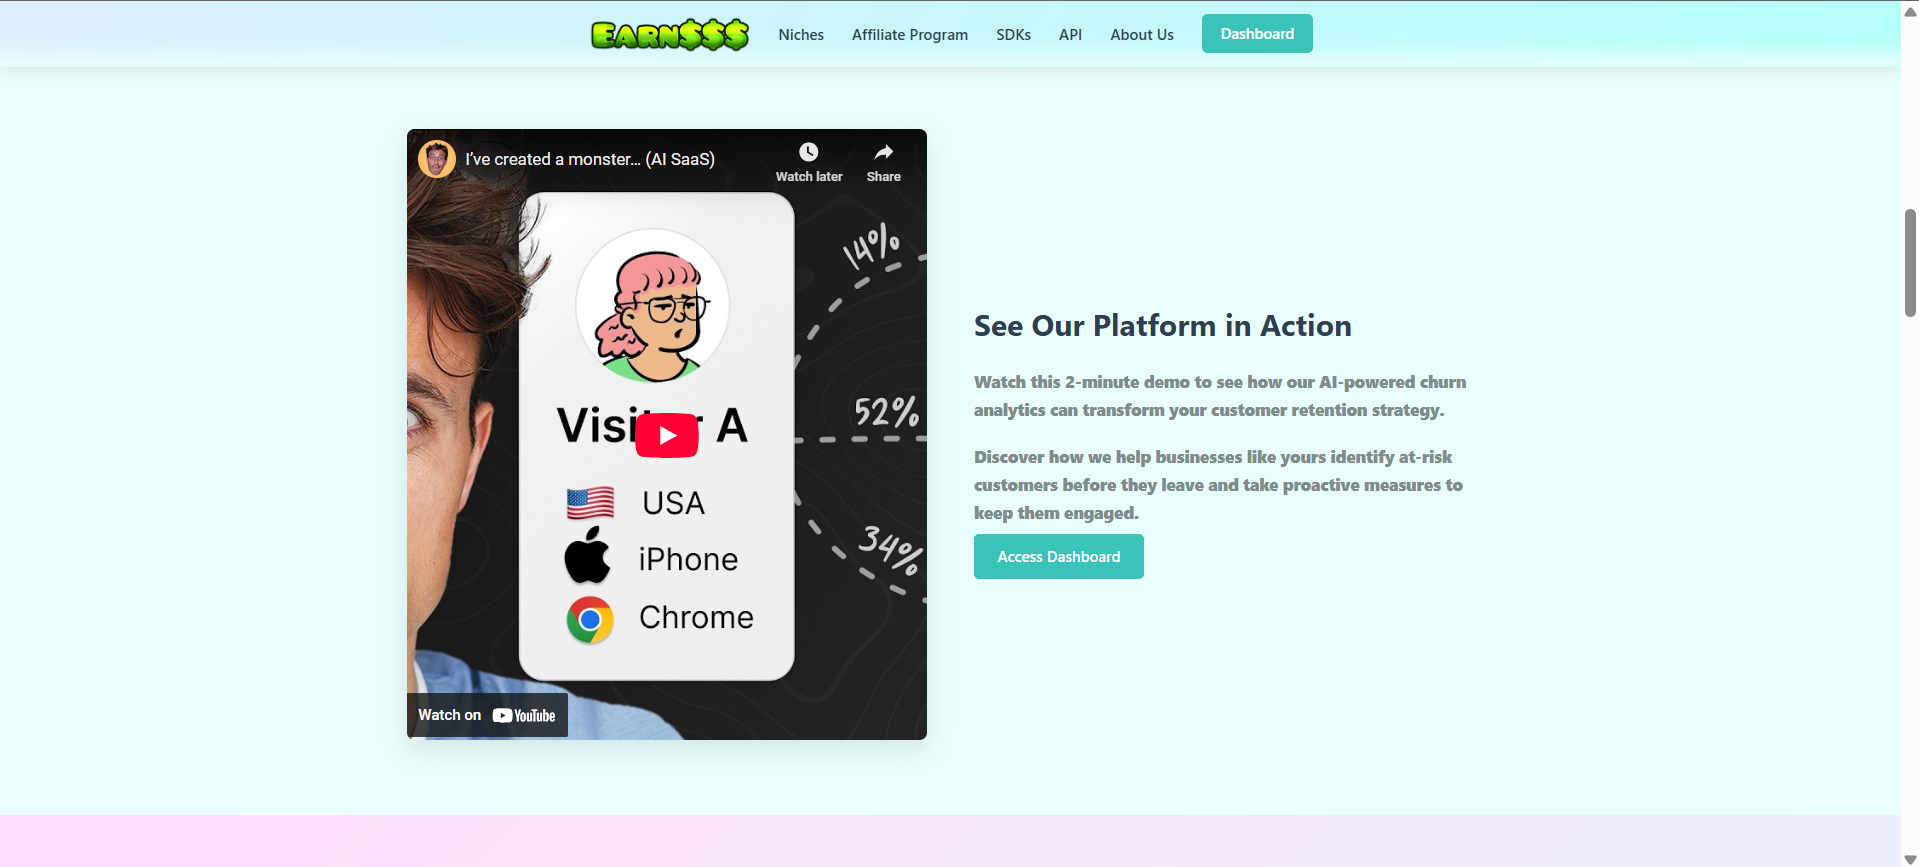 EARN$$$
Niches
Affiliate Program
SDKs
API
About Us
Dashboard
I've created a monster... (AI SaaS)
Watch later
Share
14%
52%
34%
USA
iPhone
Chrome
Watch on YouTube
See Our Platform in Action
Watch this 2-minute demo to see how our AI-powered churn
analytics can transform your customer retention strategy.
Discover how we help businesses like yours identify at-risk
customers before they leave and take proactive measures to
keep them engaged.
Access Dashboard